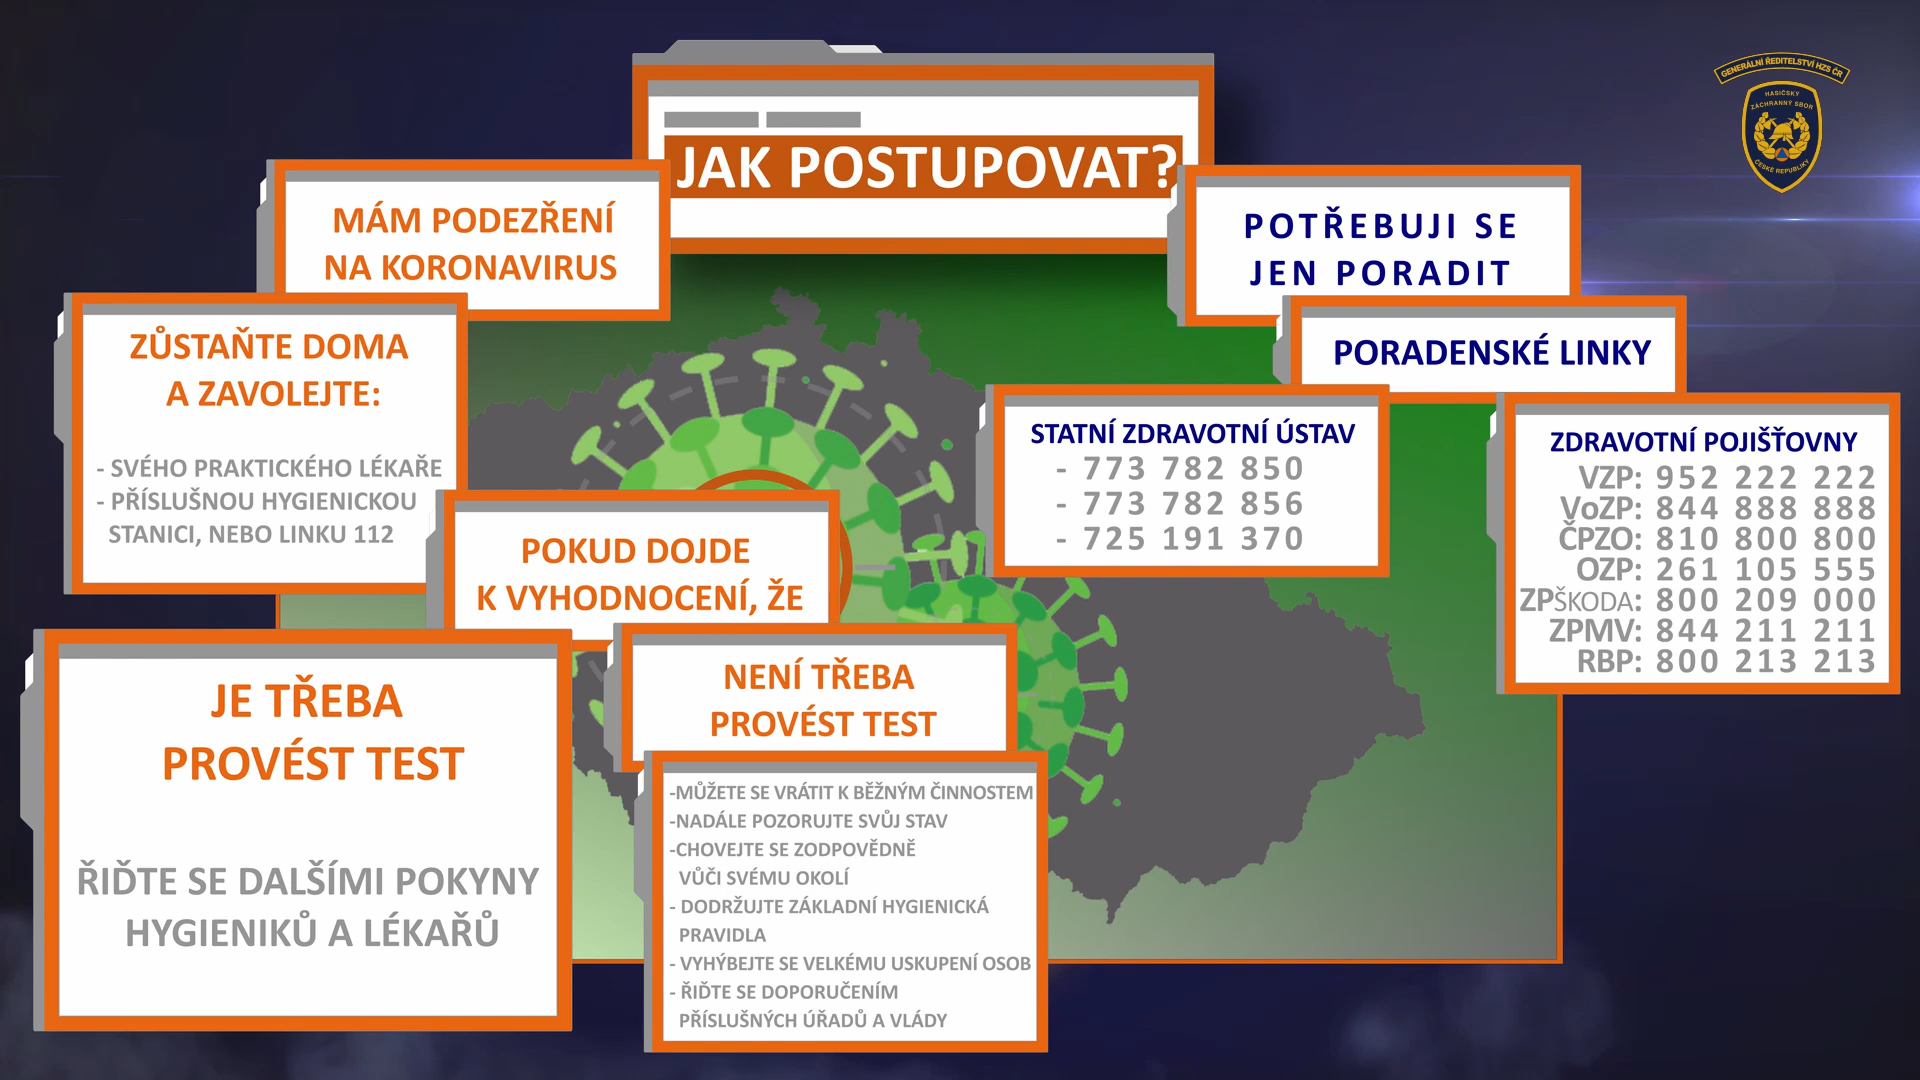 GENERÁLNÍ ŘEDITELSTVÍ HZS ČR
HASIČSKÝ
ZÁCHRANNÝ SBOR
ČESKÉ REPUBLIKY
JAK POSTUPOVAT?
MÁM PODEZŘENÍ
NA KORONAVIRUS
ZŮSTAŇTE DOMA
A ZAVOLEJTE:
- SVÉHO PRAKTICKÉHO LÉKAŘE
- PŘÍSLUŠNOU HYGIENICKOU
STANICI, NEBO LINKU 112
POKUD DOJDE
K VYHODNOCENÍ, ŽE
JE TŘEBA
PROVÉST TEST
ŘIĎTE SE DALŠÍMI POKYNY
HYGIENIKŮ A LÉKAŘŮ
NENÍ TŘEBA
PROVÉST TEST
-MŮŽETE SE VRÁTIT K BĚŽNÝM ČINNOSTEM
-NADÁLE POZORUJTE SVŮJ STAV
-CHOVEJTE SE ZODPOVĚDNĚ
VŮČI SVÉMU OKOLÍ
- DODRŽUJTE ZÁKLADNÍ HYGIENICKÁ
PRAVIDLA
- VYHÝBEJTE SE VELKÉMU USKUPENÍ OSOB
- ŘIĎTE SE DOPORUČENÍM
PŘÍSLUŠNÝCH ÚŘADŮ A VLÁDY
POTŘEBUJI SE
JEN PORADIT
PORADENSKÉ LINKY
STATNÍ ZDRAVOTNÍ ÚSTAV
- 773 782 850
- 773 782 856
- 725 191 370
ZDRAVOTNÍ POJIŠŤOVNY
VZP: 952 222 222
VoZP: 844 888 888
ČPZO: 810 800 800
OZP: 261 105 555
ZPŠKODA: 800 209 000
ZPMV: 844 211 211
RBP: 800 213 213